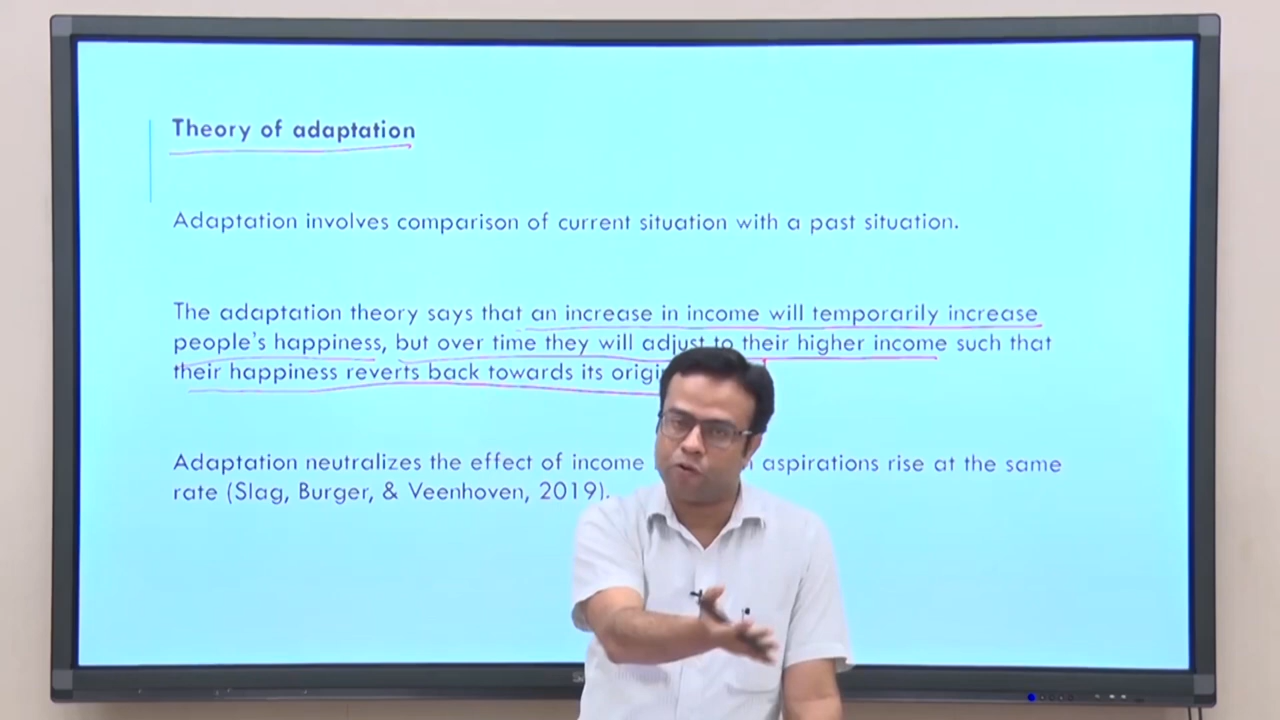 Theory of adaptation
Adaptation involves comparison of current situation with a past situation.
The adaptation theory says that an increase in income will temporarily increase
people's happiness, but over time they will adjust to their higher income such that
their happiness reverts back towards its
Adaptation neutralizes the effect of income aspirations rise at the same
rate (Slag, Burger, & Veenhoven, 2019).